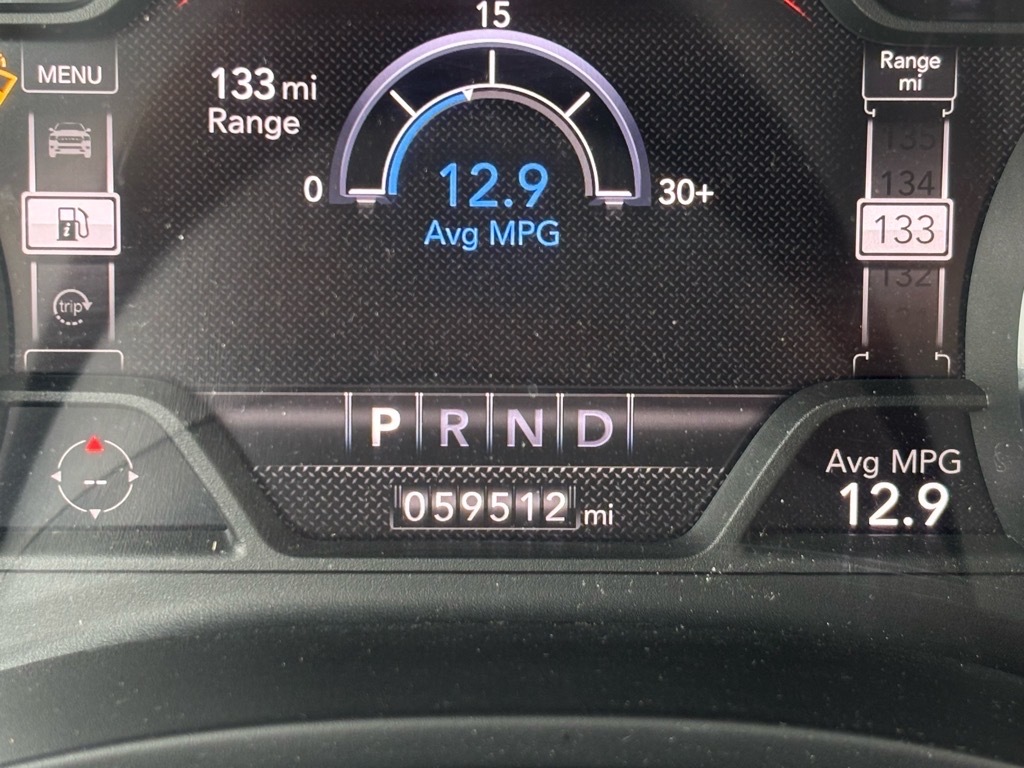 15
MENU
133 mi
Range
0
12.9
30+
Avg MPG
Range
mi
135
134
133
132
i
trip
P R N D
--
059512 mi
Avg MPG
12.9